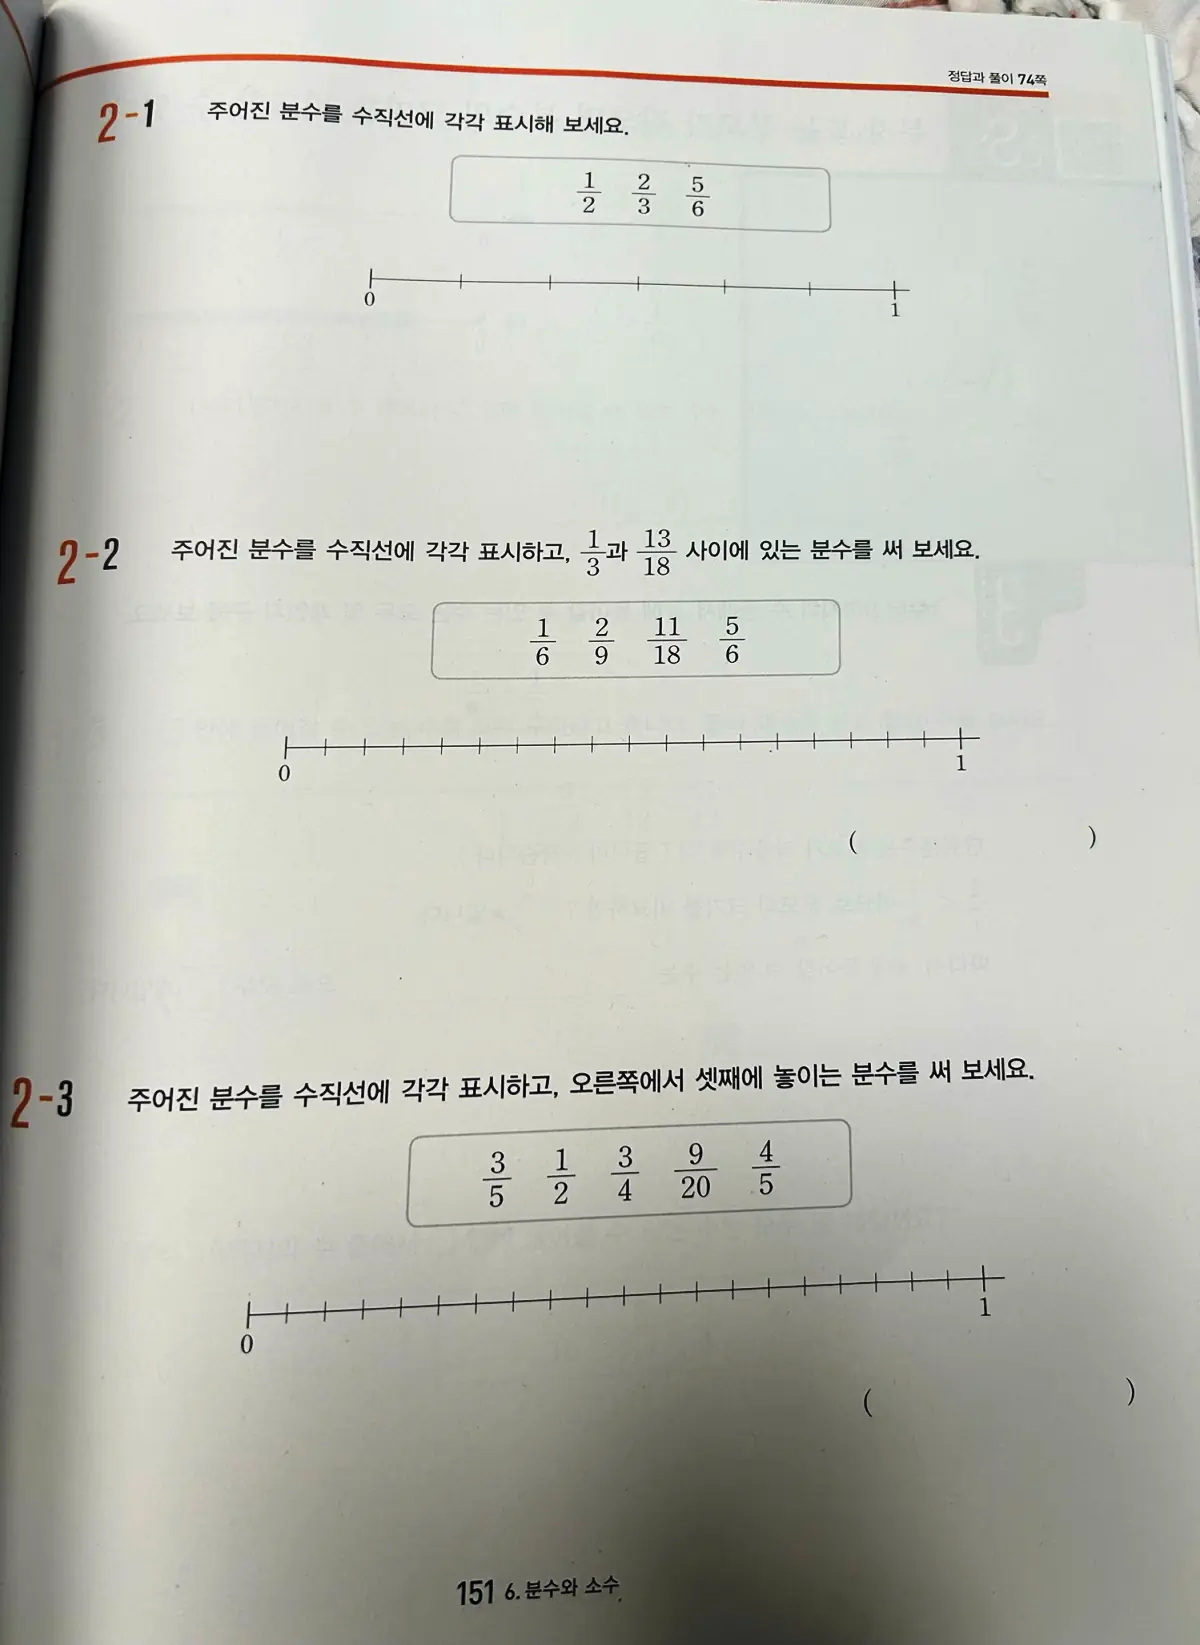 정답과 풀이 74쪽
2-1 주어진 분수를 수직선에 각각 표시해 보세요.
1/2 2/3 5/6
0 1
2-2 주어진 분수를 수직선에 각각 표시하고, 1/3과 13/18 사이에 있는 분수를 써 보세요.
1/6 2/9 11/18 5/6
0 1
( )
2-3 주어진 분수를 수직선에 각각 표시하고, 오른쪽에서 셋째에 놓이는 분수를 써 보세요.
3/5 1/2 3/4 9/20 4/5
0 1
( )
151 6. 분수와 소수